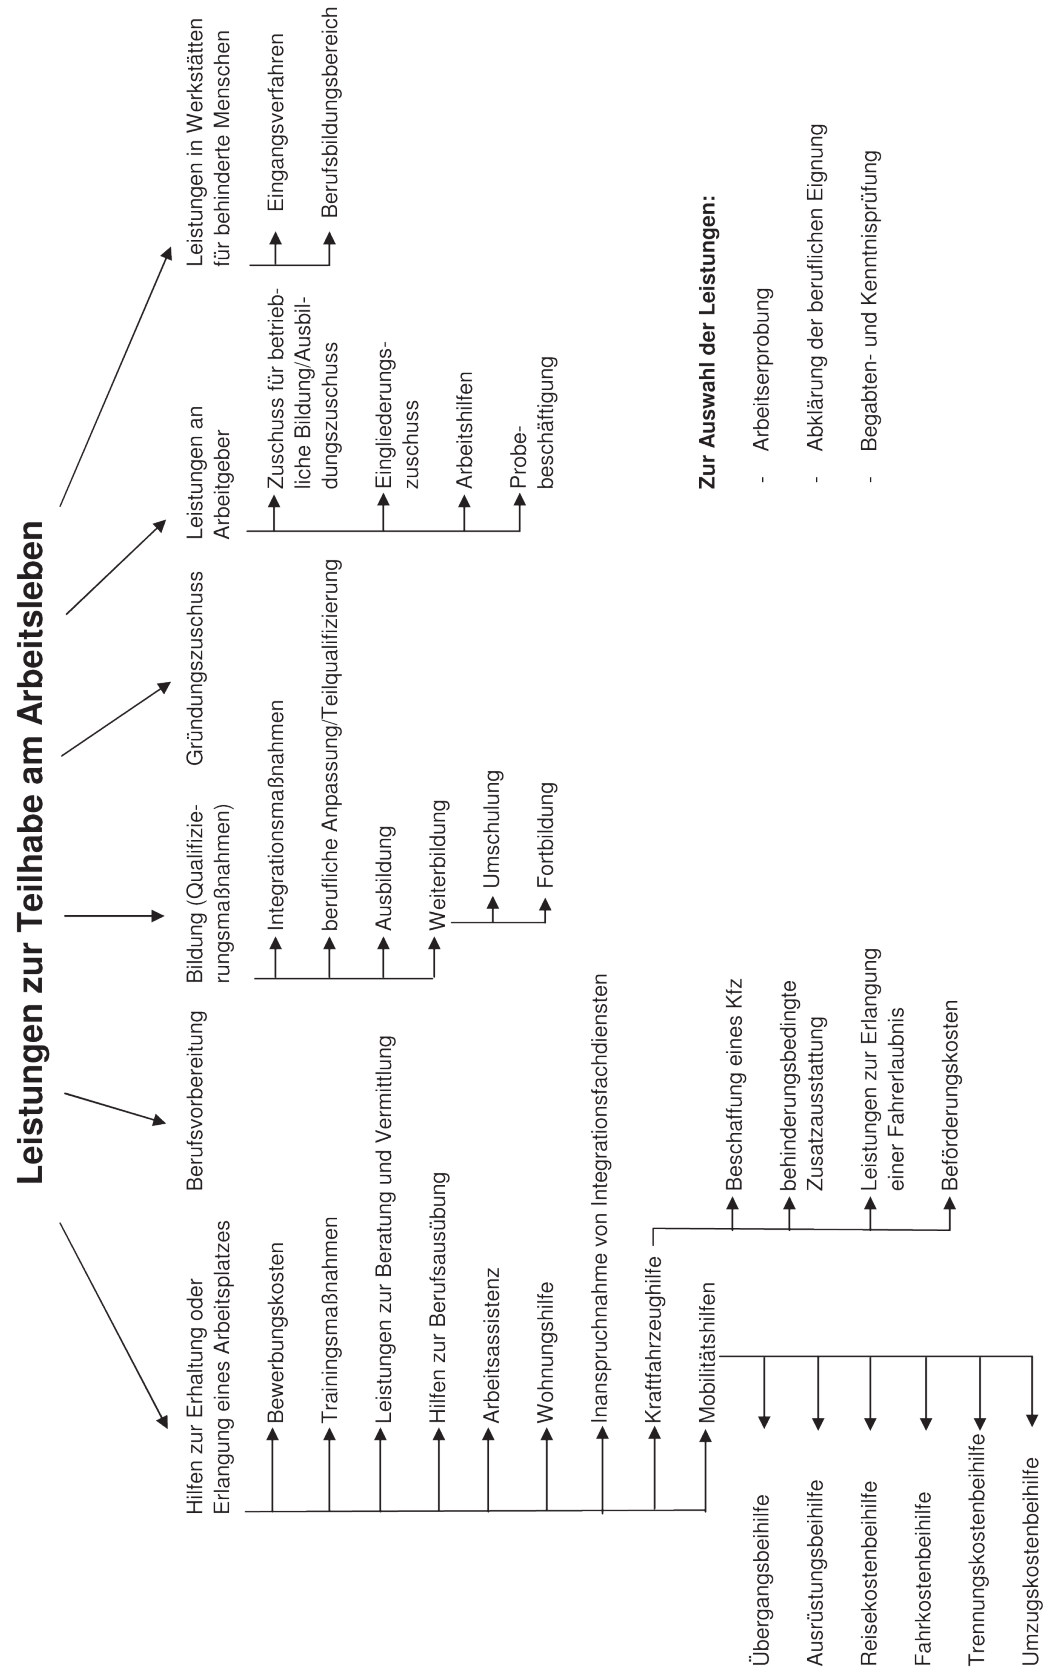 Leistungen zur Teilhabe am Arbeitsleben
Hilfen zur Erhaltung oder
Erlangung eines Arbeitsplatzes
Bewerbungskosten
Trainingsmaßnahmen
Leistungen zur Beratung und Vermittlung
Hilfen zur Berufsausübung
Arbeitsassistenz
Wohnungshilfe
Inanspruchnahme von Integrationsfachdiensten
Kraftfahrzeughilfe
Beschaffung eines Kfz
behinderungsbedingte
Zusatzausstattung
Leistungen zur Erlangung
einer Fahrerlaubnis
Beförderungskosten
Mobilitätshilfen
Übergangsbeihilfe
Ausrüstungsbeihilfe
Reisekostenbeihilfe
Fahrkostenbeihilfe
Trennungskostenbeihilfe
Umzugskostenbeihilfe
Berufsvorbereitung
Bildung (Qualifizie-
rungsmaßnahmen)
Integrationsmaßnahmen
berufliche Anpassung/Teilqualifizierung
Ausbildung
Weiterbildung
Umschulung
Fortbildung
Gründungszuschuss
Leistungen an
Arbeitgeber
Zuschuss für betrieb-
liche Bildung/Ausbil-
dungszuschuss
Eingliederungs-
zuschuss
Arbeitshilfen
Probe-
beschäftigung
Leistungen in Werkstätten
für behinderte Menschen
Eingangsverfahren
Berufsbildungsbereich
Zur Auswahl der Leistungen:
- Arbeitserprobung
- Abklärung der beruflichen Eignung
- Begabten- und Kenntnisprüfung